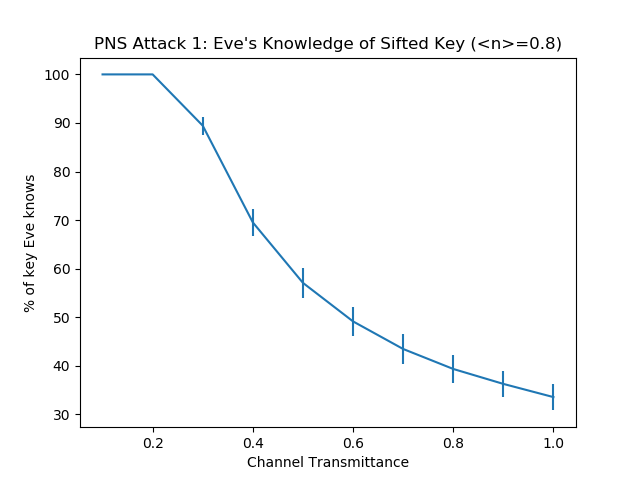 PNS Attack 1: Eve's Knowledge of Sifted Key (<n>=0.8)
100
90
80
70
60
50
40
30
% of key Eve knows
0.2 0.4 0.6 0.8 1.0
Channel Transmittance